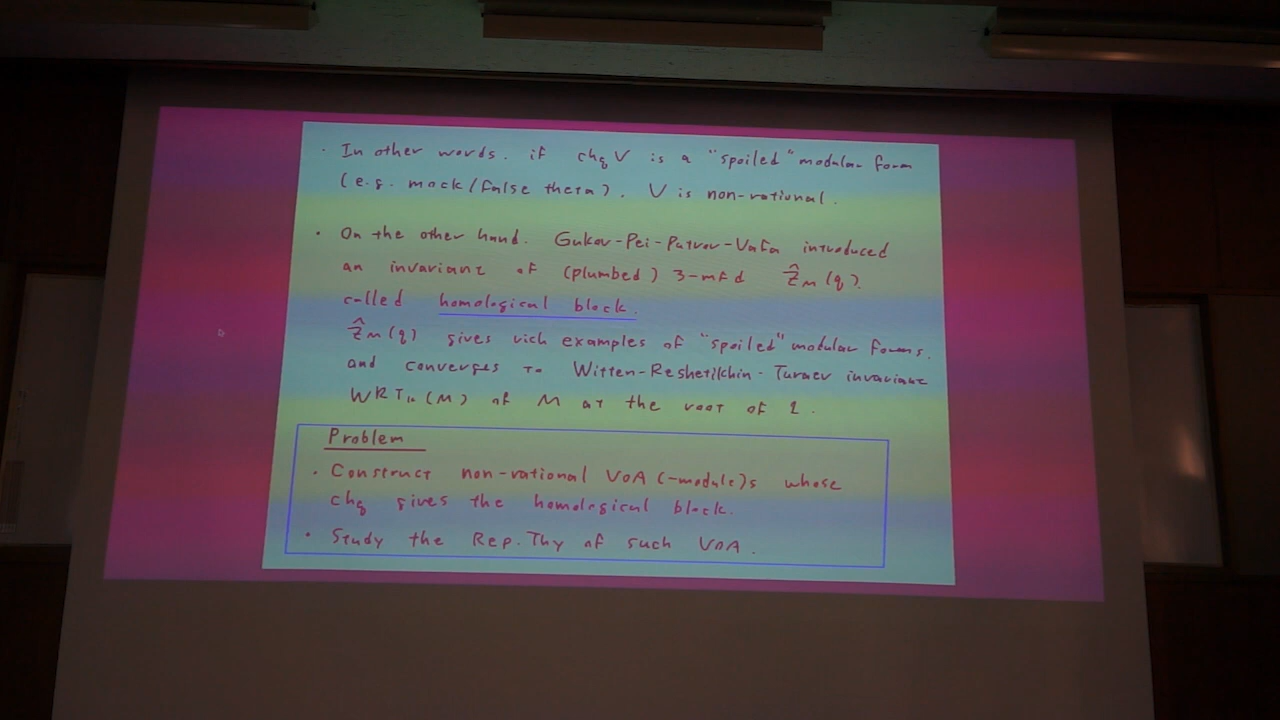 · In other words. if ch_q V is a "spoiled" modular form
(e.g. mock/false theta). V is non-rational.
· On the other hand. Gukov-Pei-Putrov-Vafa introduced
an invariant of (plumbed) 3-mfd Ẑ_M(q).
called homological block.
Ẑ_M(q) gives rich examples of "spoiled" modular forms.
and converges to Witten-Reshetikhin-Turaev invariant
WRT_k(M) of M at the root of 1.
Problem
· Construct non-rational VOA(-module)s whose
ch_q gives the homological block.
· Study the Rep. Thy of such VOA.